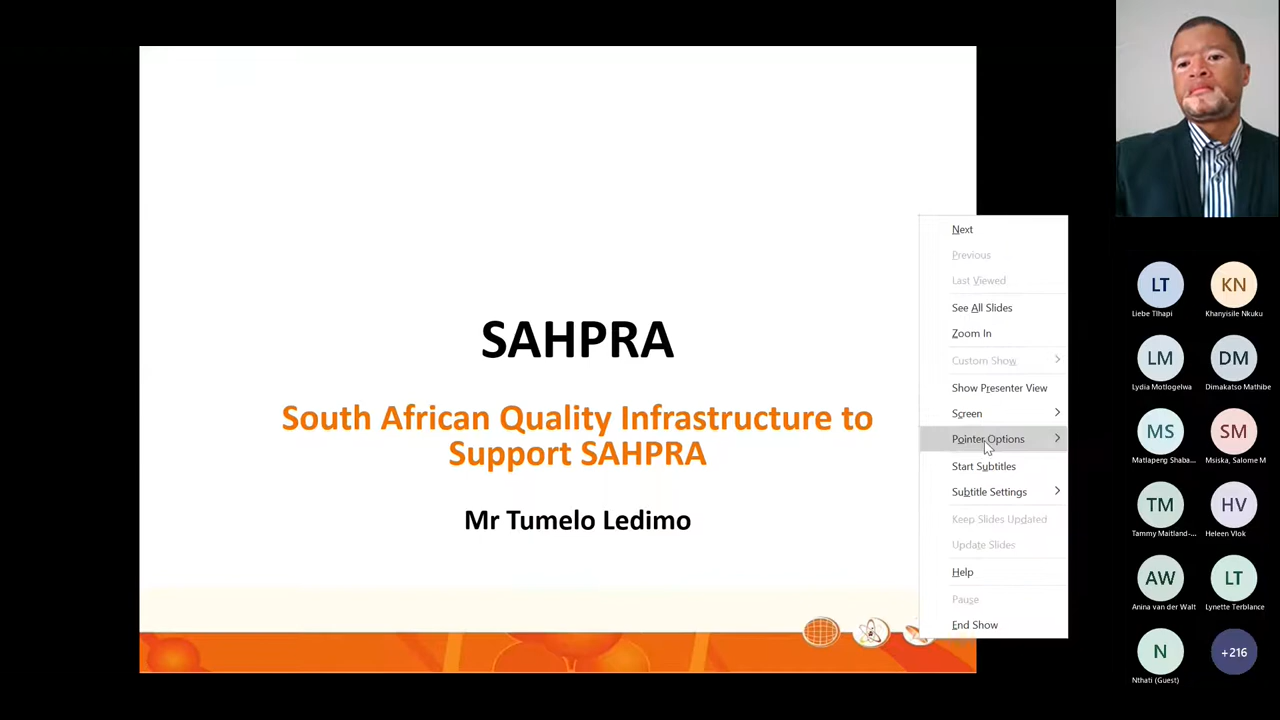 SAHPRA
South African Quality Infrastructure to
Support SAHPRA
Mr Tumelo Ledimo
Next
Previous
Last Viewed
See All Slides
Zoom In
Custom Show
Show Presenter View
Screen
Pointer Options
Start Subtitles
Subtitle Settings
Keep Slides Updated
Update Slides
Help
Pause
End Show
LT
KN
Liebe Tlhapi
Khanyisile Nkuku
LM
DM
Lydia Motlogelwa
Dimakatso Mathibe
MS
SM
Matlapeng Shaba...
Msiska, Salome M
TM
HV
Tammy Maitland-...
Heleen Vlok
AW
LT
Anina van der Walt
Lynette Terblance
N
+216
Nthati (Guest)